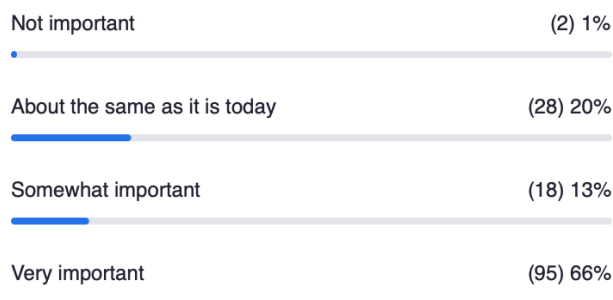 Not important (2) 1%
About the same as it is today (28) 20%
Somewhat important (18) 13%
Very important (95) 66%